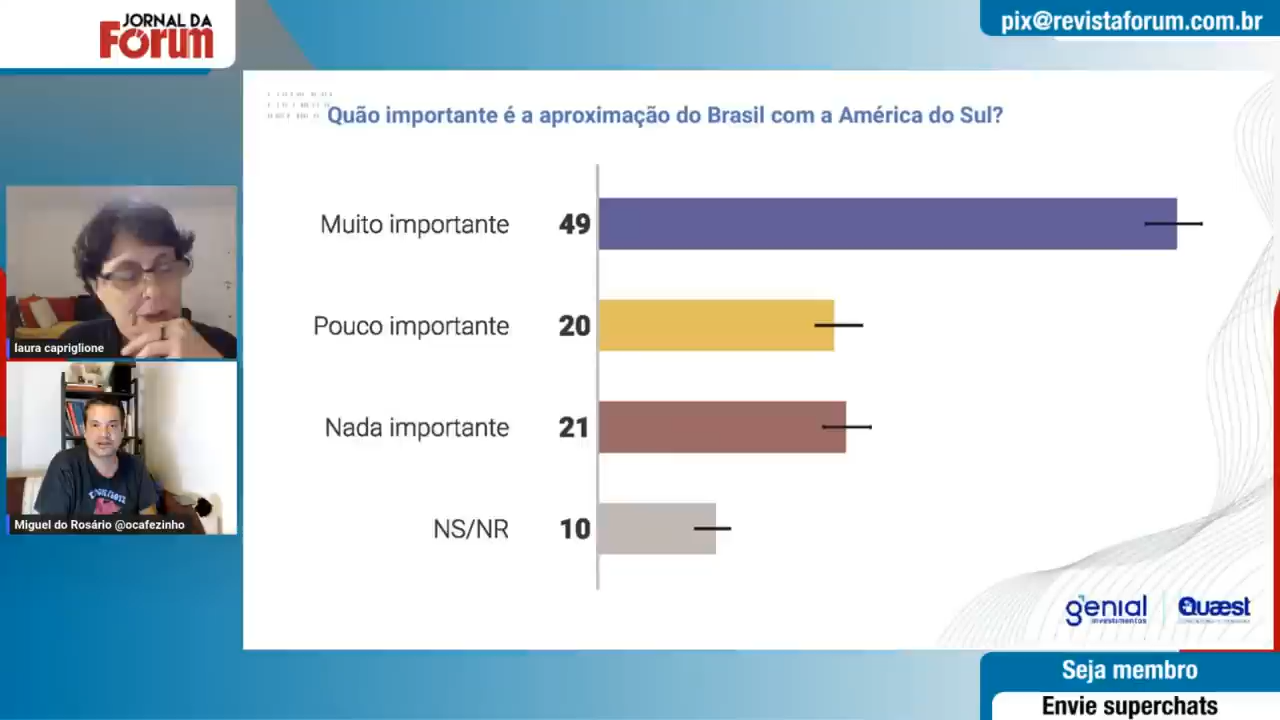 JORNAL DA
Fórum
pix@revistaforum.com.br
Quão importante é a aproximação do Brasil com a América do Sul?
Muito importante 49
Pouco importante 20
Nada importante 21
NS/NR 10
laura capriglione
Miguel do Rosário @ocafezinho
genial
investimentos
Quæst
Seja membro
Envie superchats